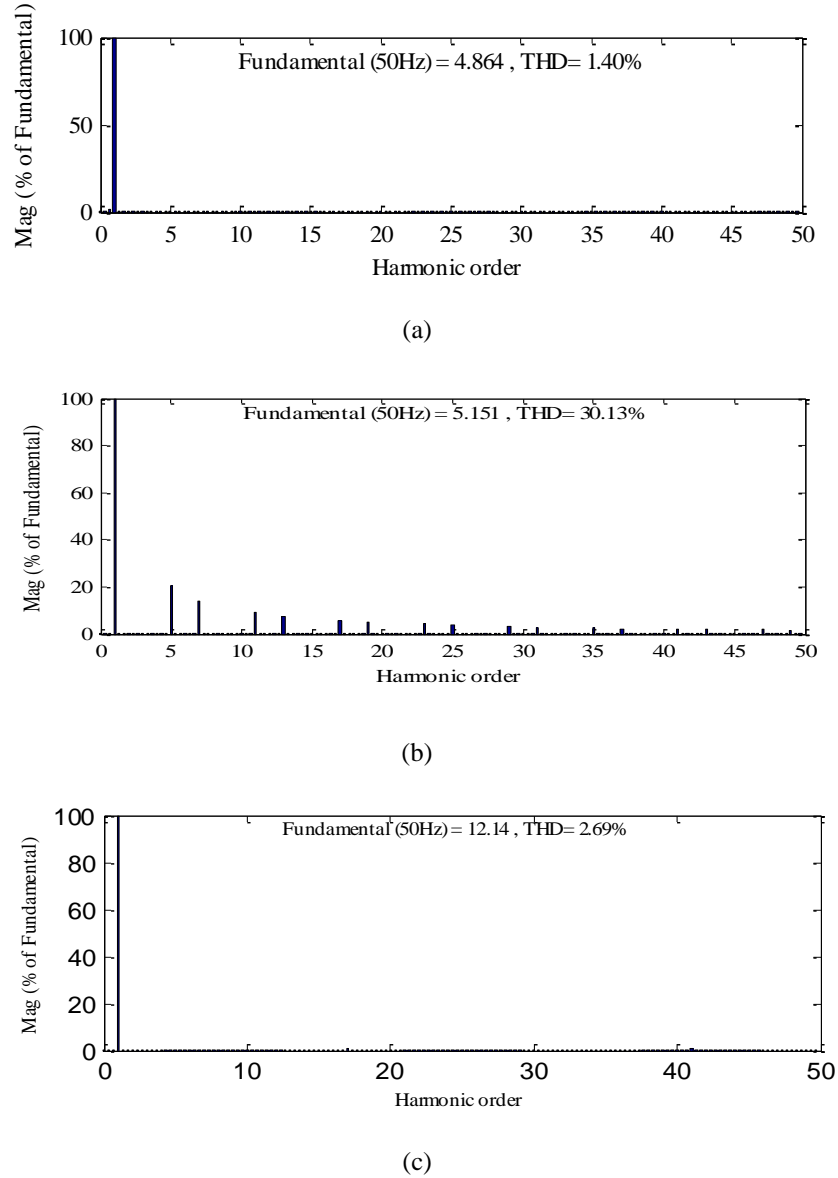 Fundamental (50Hz) = 4.864 , THD= 1.40%
Mag (% of Fundamental)
100
50
0
0 5 10 15 20 25 30 35 40 45 50
Harmonic order
(a)
Fundamental (50Hz) = 5.151 , THD= 30.13%
Mag (% of Fundamental)
100
80
60
40
20
0
0 5 10 15 20 25 30 35 40 45 50
Harmonic order
(b)
Fundamental (50Hz) = 12.14 , THD= 2.69%
Mag (% of Fundamental)
100
80
60
40
20
0
0 10 20 30 40 50
Harmonic order
(c)